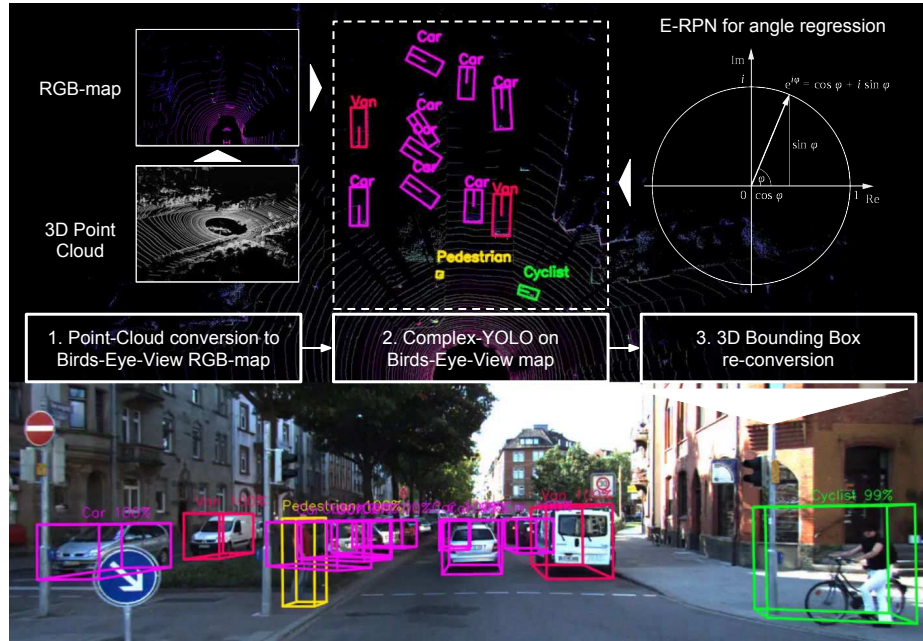 RGB-map
3D Point
Cloud
Car
Car
Car
Van
Car
Car
Car
Car
Car
Van
Pedestrian
Cyclist
E-RPN for angle regression
Im
i
e^iφ = cos φ + i sin φ
sin φ
φ
0
cos φ
1
Re
1. Point-Cloud conversion to
Birds-Eye-View RGB-map
2. Complex-YOLO on
Birds-Eye-View map
3. 3D Bounding Box
re-conversion
Car 100%
Van 100%
Pedestrian 100%
Van 100%
Cyclist 99%